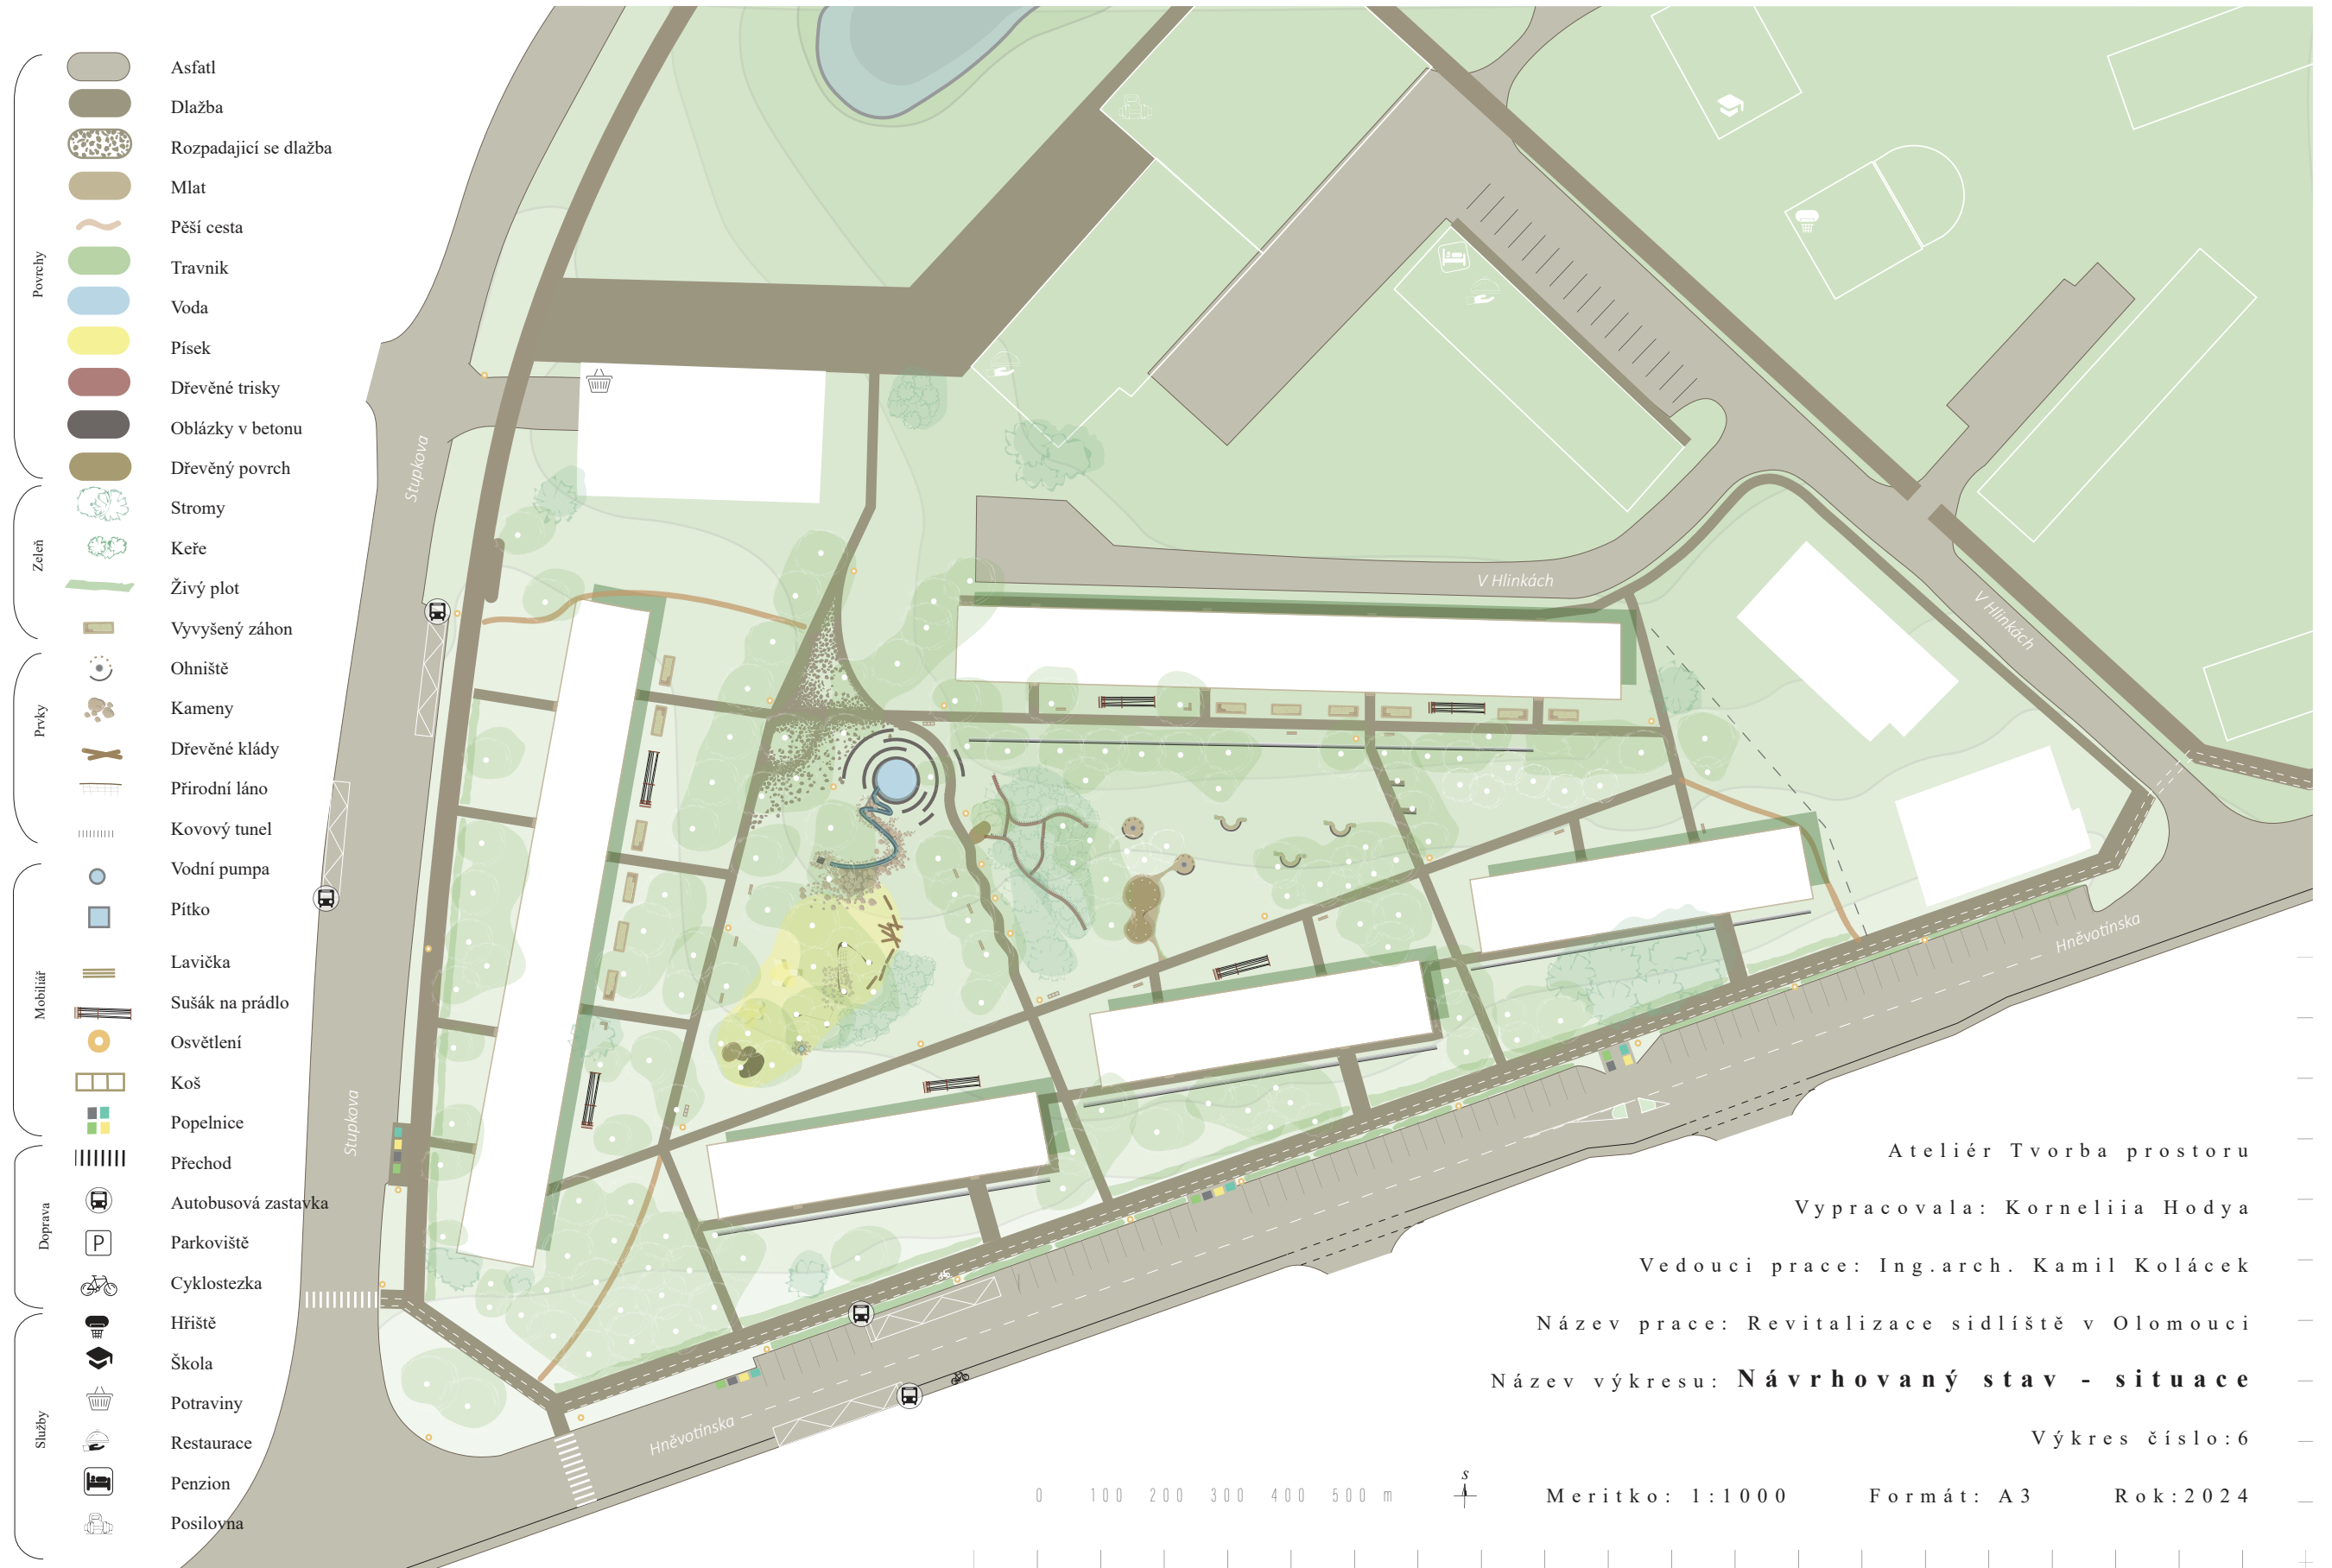 Povrchy
Asfatl
Dlažba
Rozpadajicí se dlažba
Mlat
Pěší cesta
Travnik
Voda
Písek
Dřevěné trisky
Oblázky v betonu
Dřevěný povrch
Zeleň
Stromy
Keře
Živý plot
Vyvyšený záhon
Prvky
Ohniště
Kameny
Dřevěné klády
Přirodní láno
Kovový tunel
Mobiliář
Vodní pumpa
Pítko
Lavička
Sušák na prádlo
Osvětlení
Koš
Popelnice
Doprava
Přechod
Autobusová zastavka
P
Parkoviště
Cyklostezka
Služby
Hřiště
Škola
Potraviny
Restaurace
Penzion
Posilovna
Stupkova
Stupkova
V Hlinkách
V Hlinkách
Hněvotínska
Hněvotínska
Ateliér Tvorba prostoru
Vypracovala: Korneliia Hodya
Vedouci prace: Ing.arch. Kamil Kolácek
Název prace: Revitalizace sidlíště v Olomouci
Název výkresu: Návrhovaný stav - situace
Výkres číslo:6
0 100 200 300 400 500 m
S
Meritko: 1:1000 Formát: A3 Rok:2024